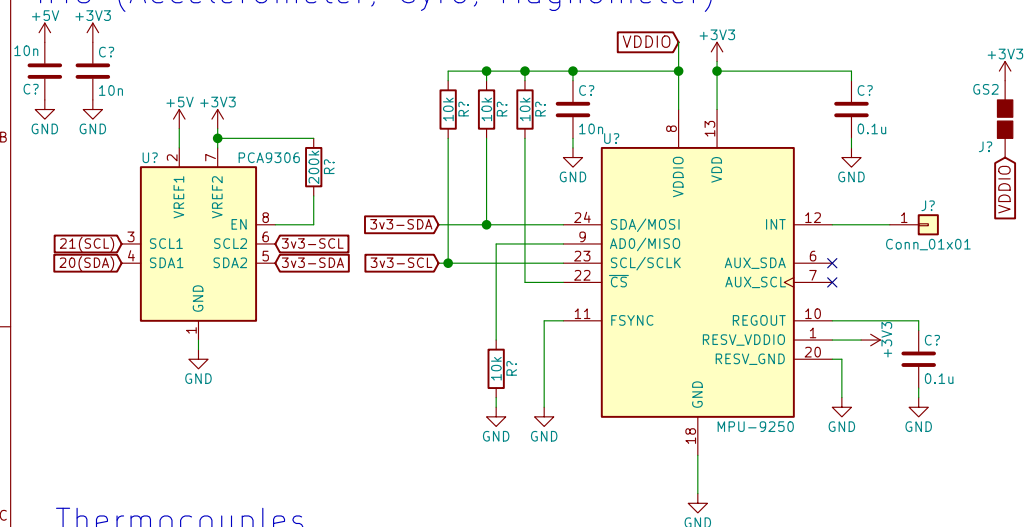 IMU (Accelerometer, Gyro, Magnometer)
+5V
+3V3
10n
C?
C?
10n
GND
GND
+5V
+3V3
U?
PCA9306
2
7
200k
R?
VREF1
VREF2
EN
8
21(SCL)
3
SCL1
SCL2
6
3v3-SCL
20(SDA)
4
SDA1
SDA2
5
3v3-SDA
GND
1
GND
VDDIO
+3V3
10k
R?
10k
R?
10k
R?
C?
10n
GND
C?
0.1u
GND
U?
8
13
VDDIO
VDD
3v3-SDA
24
SDA/MOSI
INT
12
1
J?
Conn_01x01
9
AD0/MISO
3v3-SCL
23
SCL/SCLK
AUX_SDA
6
22
CS
AUX_SCL
7
11
FSYNC
REGOUT
10
RESV_VDDIO
1
+3V3
RESV_GND
20
C?
0.1u
10k
R?
GND
GND
GND
18
MPU-9250
GND
GND
GND
+3V3
GS2
J?
VDDIO
B
C
Thermocouples